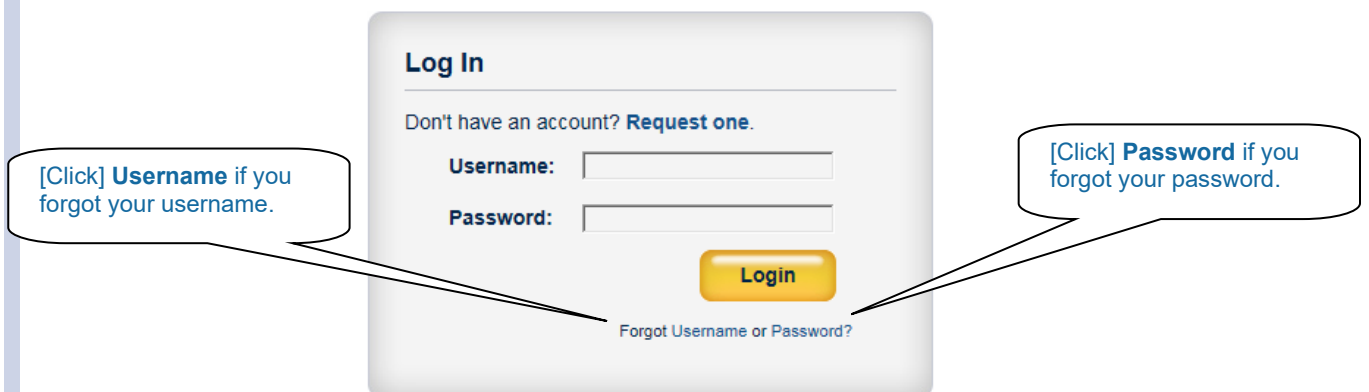 Log In
Don't have an account? Request one.
[Click] Username if you
forgot your username.
Username:
Password:
[Click] Password if you
forgot your password.
Login
Forgot Username or Password?